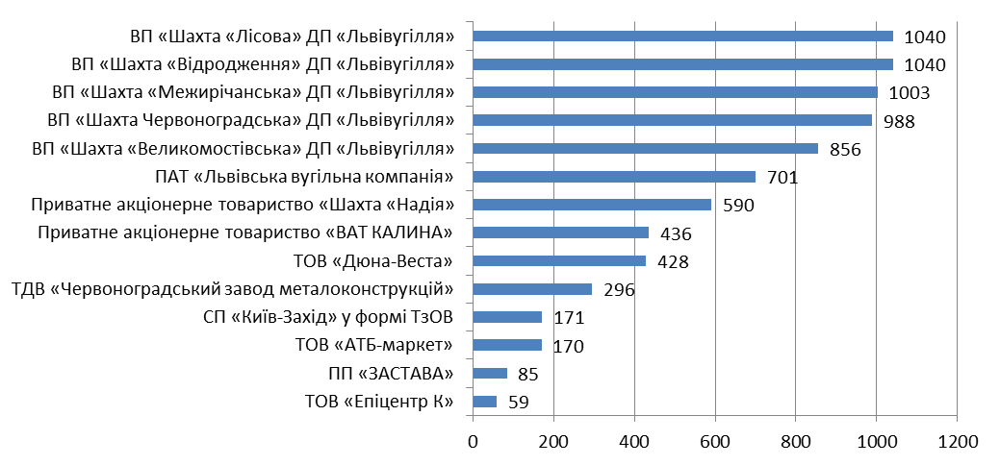 ВП «Шахта «Лісова» ДП «Львівугілля» 1040
ВП «Шахта «Відродження» ДП «Львівугілля» 1040
ВП «Шахта «Межирічанська» ДП «Львівугілля» 1003
ВП «Шахта Червоноградська» ДП «Львівугілля» 988
ВП «Шахта «Великомостівська» ДП «Львівугілля» 856
ПАТ «Львівська вугільна компанія» 701
Приватне акціонерне товариство «Шахта «Надія» 590
Приватне акціонерне товариство «ВАТ КАЛИНА» 436
ТОВ «Дюна-Веста» 428
ТДВ «Червоноградський завод металоконструкцій» 296
СП «Київ-Захід» у формі ТзОВ 171
ТОВ «АТБ-маркет» 170
ПП «ЗАСТАВА» 85
ТОВ «Епіцентр К» 59
0 200 400 600 800 1000 1200